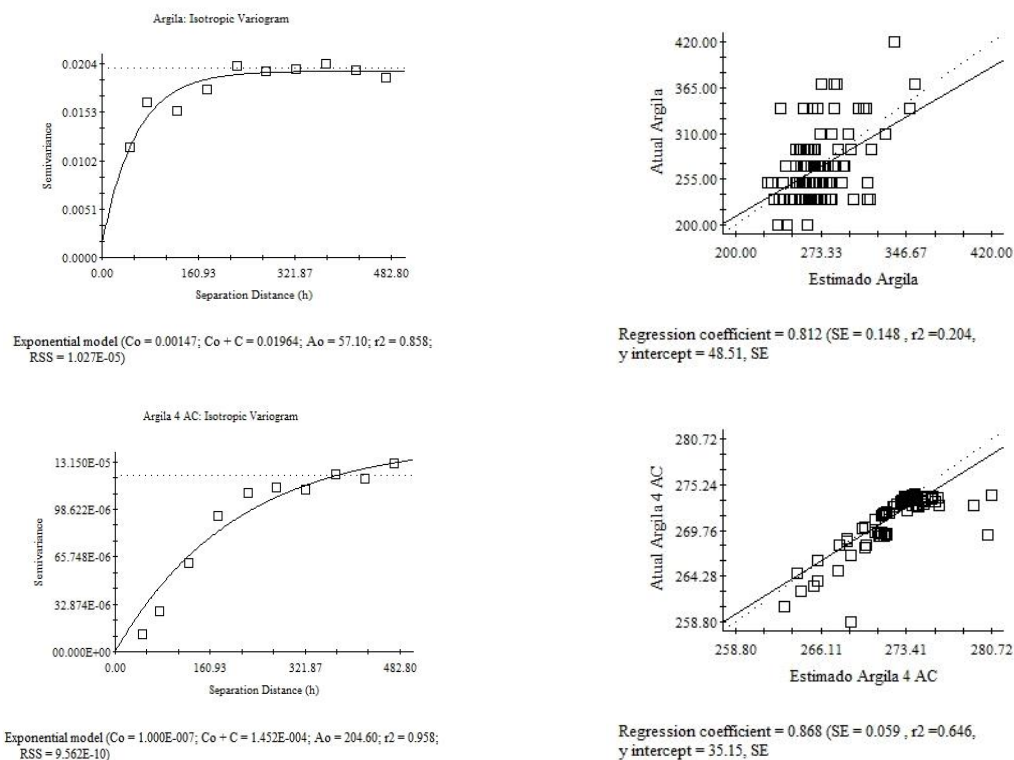 Argila: Isotropic Variogram
0.0204
0.0153
0.0102
0.0051
0.0000
Semivariance
0.00 160.93 321.87 482.80
Separation Distance (h)
Exponential model (Co = 0.00147; Co + C = 0.01964; Ao = 57.10; r2 = 0.858;
RSS = 1.027E-05)
420.00
365.00
310.00
255.00
200.00
Atual Argila
200.00 273.33 346.67 420.00
Estimado Argila
Regression coefficient = 0.812 (SE = 0.148 , r2 =0.204,
y intercept = 48.51, SE
Argila 4 AC: Isotropic Variogram
13.150E-05
98.622E-06
65.748E-06
32.874E-06
00.000E+00
Semivariance
0.00 160.93 321.87 482.80
Separation Distance (h)
Exponential model (Co = 1.000E-007; Co + C = 1.452E-004; Ao = 204.60; r2 = 0.958;
RSS = 9.562E-10)
280.72
275.24
269.76
264.28
258.80
Atual Argila 4 AC
258.80 266.11 273.41 280.72
Estimado Argila 4 AC
Regression coefficient = 0.868 (SE = 0.059 , r2 =0.646,
y intercept = 35.15, SE